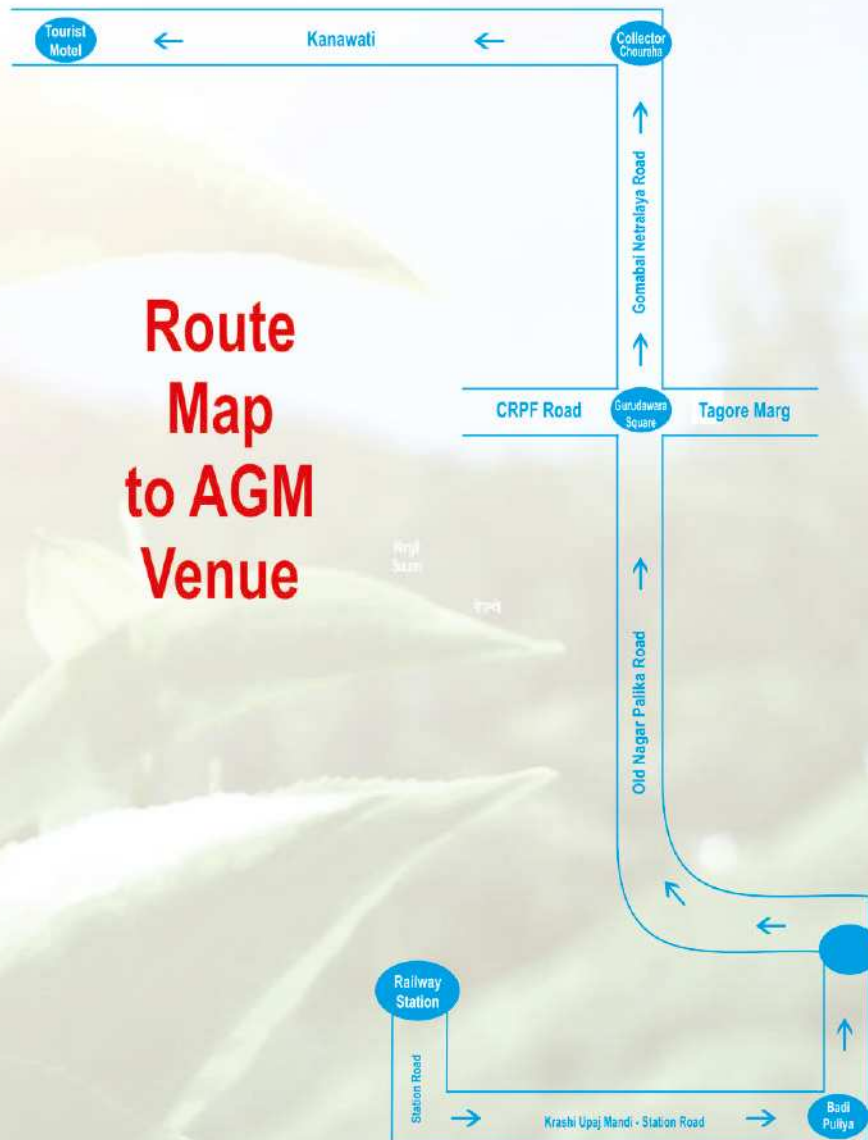 Tourist
Motel
Kanawati
Collector
Chouraha
Gomabai Netralaya Road
Route
Map
to AGM
Venue
CRPF Road
Gurudawara
Square
Tagore Marg
Old Nagar Palika Road
Railway
Station
Station Road
Krashi Upaj Mandi - Station Road
Badi
Puliya